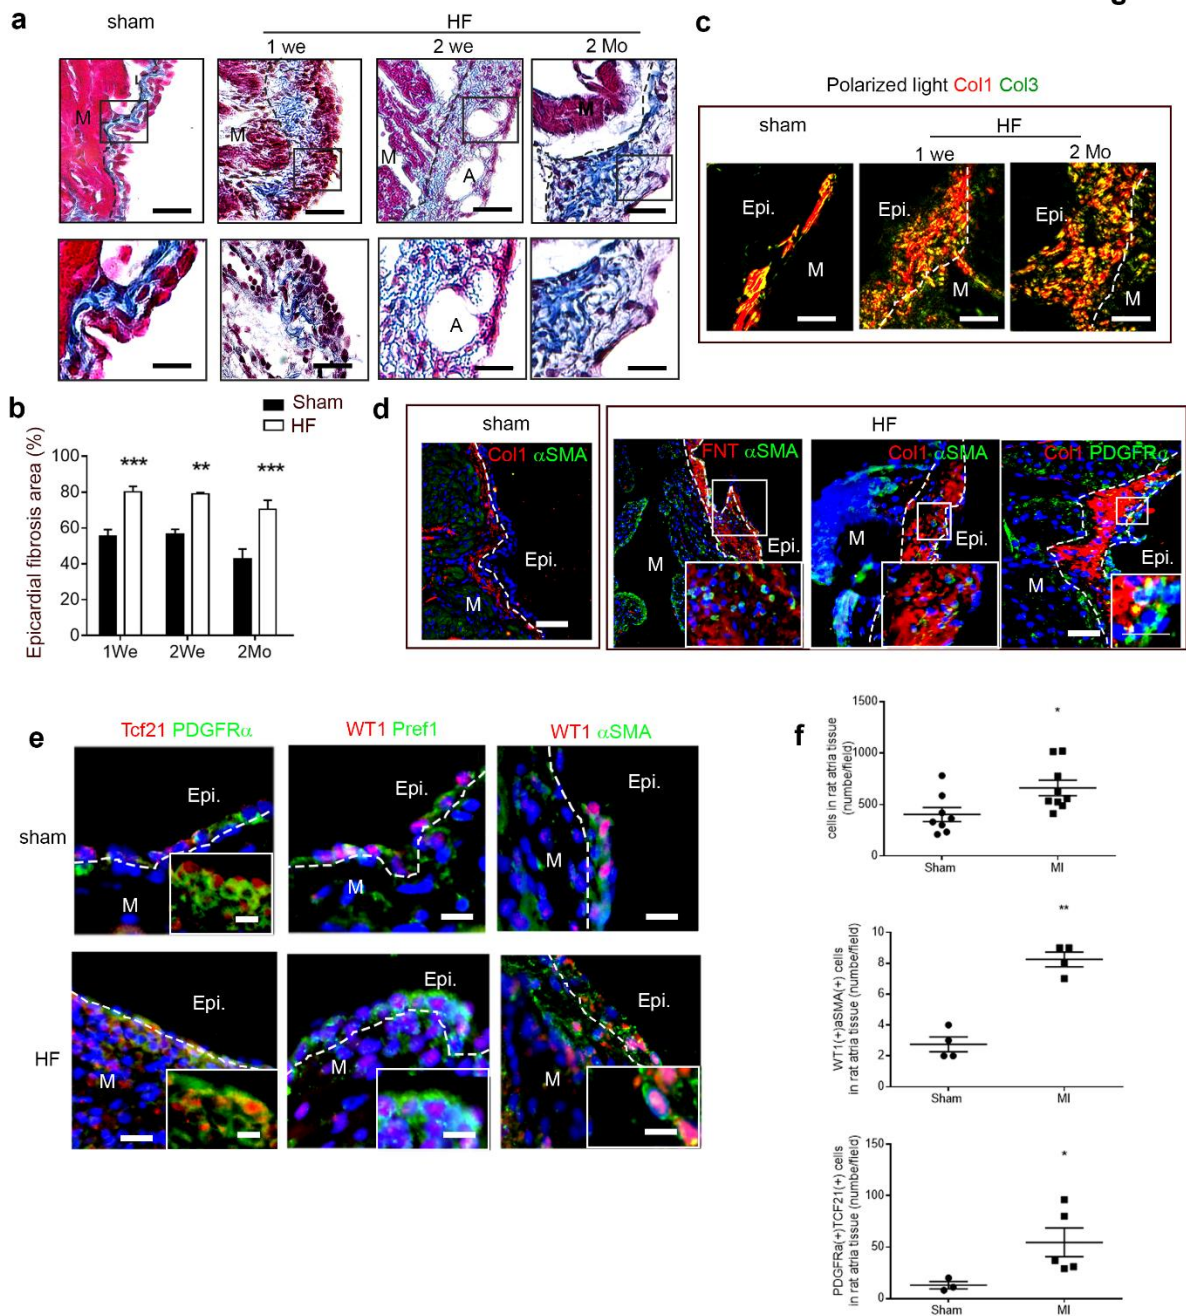 g
a
sham
HF
1 we
2 we
2 Mo
M
M
M
A
M
A
b
Sham
HF
Epicardial fibrosis area (%)
100
80
60
40
20
0
***
**
***
1We
2We
2Mo
c
Polarized light Col1 Col3
sham
HF
1 we
2 Mo
Epi.
M
Epi.
M
Epi.
M
d
sham
HF
Col1 αSMA
Epi.
M
FNT αSMA
Epi.
M
Col1 αSMA
M
Epi.
Col1 PDGFRα
Epi.
M
e
Tcf21 PDGFRα
WT1 Pref1
WT1 αSMA
sham
Epi.
M
Epi.
M
Epi.
M
HF
Epi.
M
Epi.
M
Epi.
M
f
cells in rat atria tissue
(numbe/field)
1500
1000
500
0
*
Sham
MI
WT1(+)aSMA(+) cells
in rat atria tissue (numbe/field)
10
8
6
4
2
0
**
Sham
MI
PDGFRa(+)TCF21(+) cells
in rat atria tissue (numbe/field)
150
100
50
0
*
Sham
MI